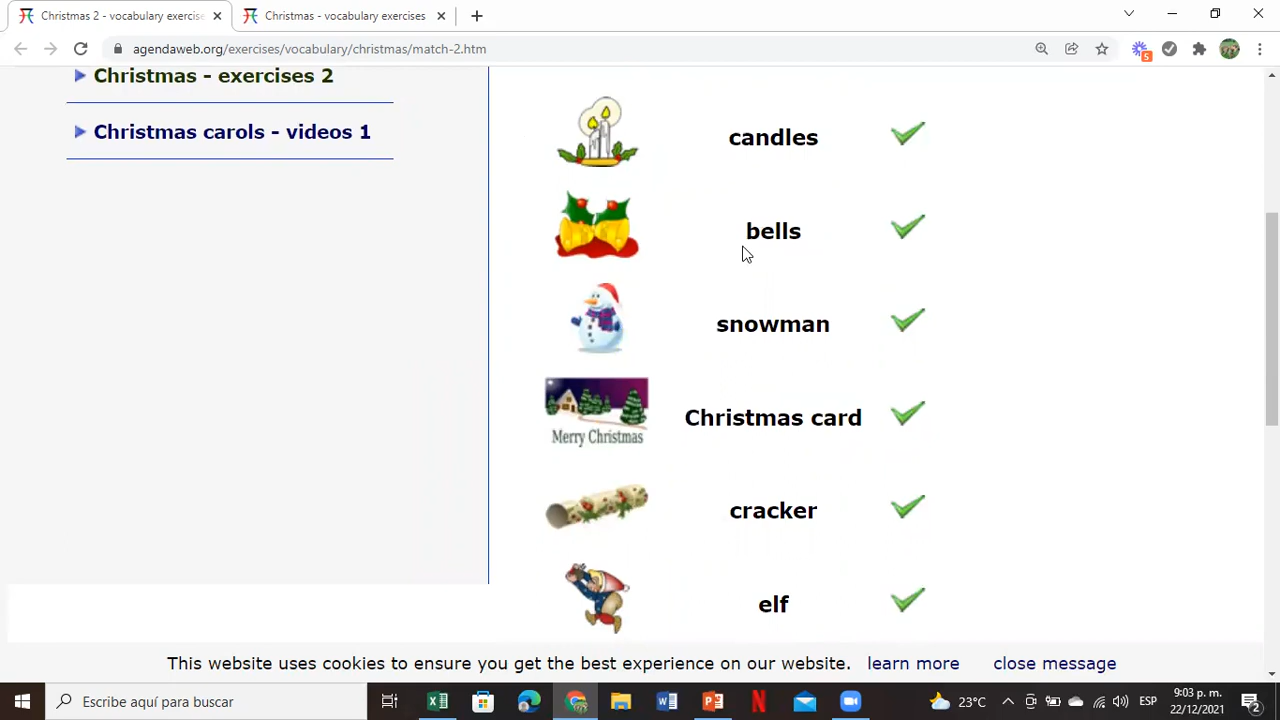 Christmas 2 - vocabulary exercise
Christmas - vocabulary exercises
agendaweb.org/exercises/vocabulary/christmas/match-2.htm
5
Christmas - exercises 2
Christmas carols - videos 1
candles
bells
snowman
Merry Christmas
Christmas card
cracker
elf
This website uses cookies to ensure you get the best experience on our website. learn more close message
Escribe aquí para buscar
23°C
ESP
9:03 p. m.
22/12/2021
2